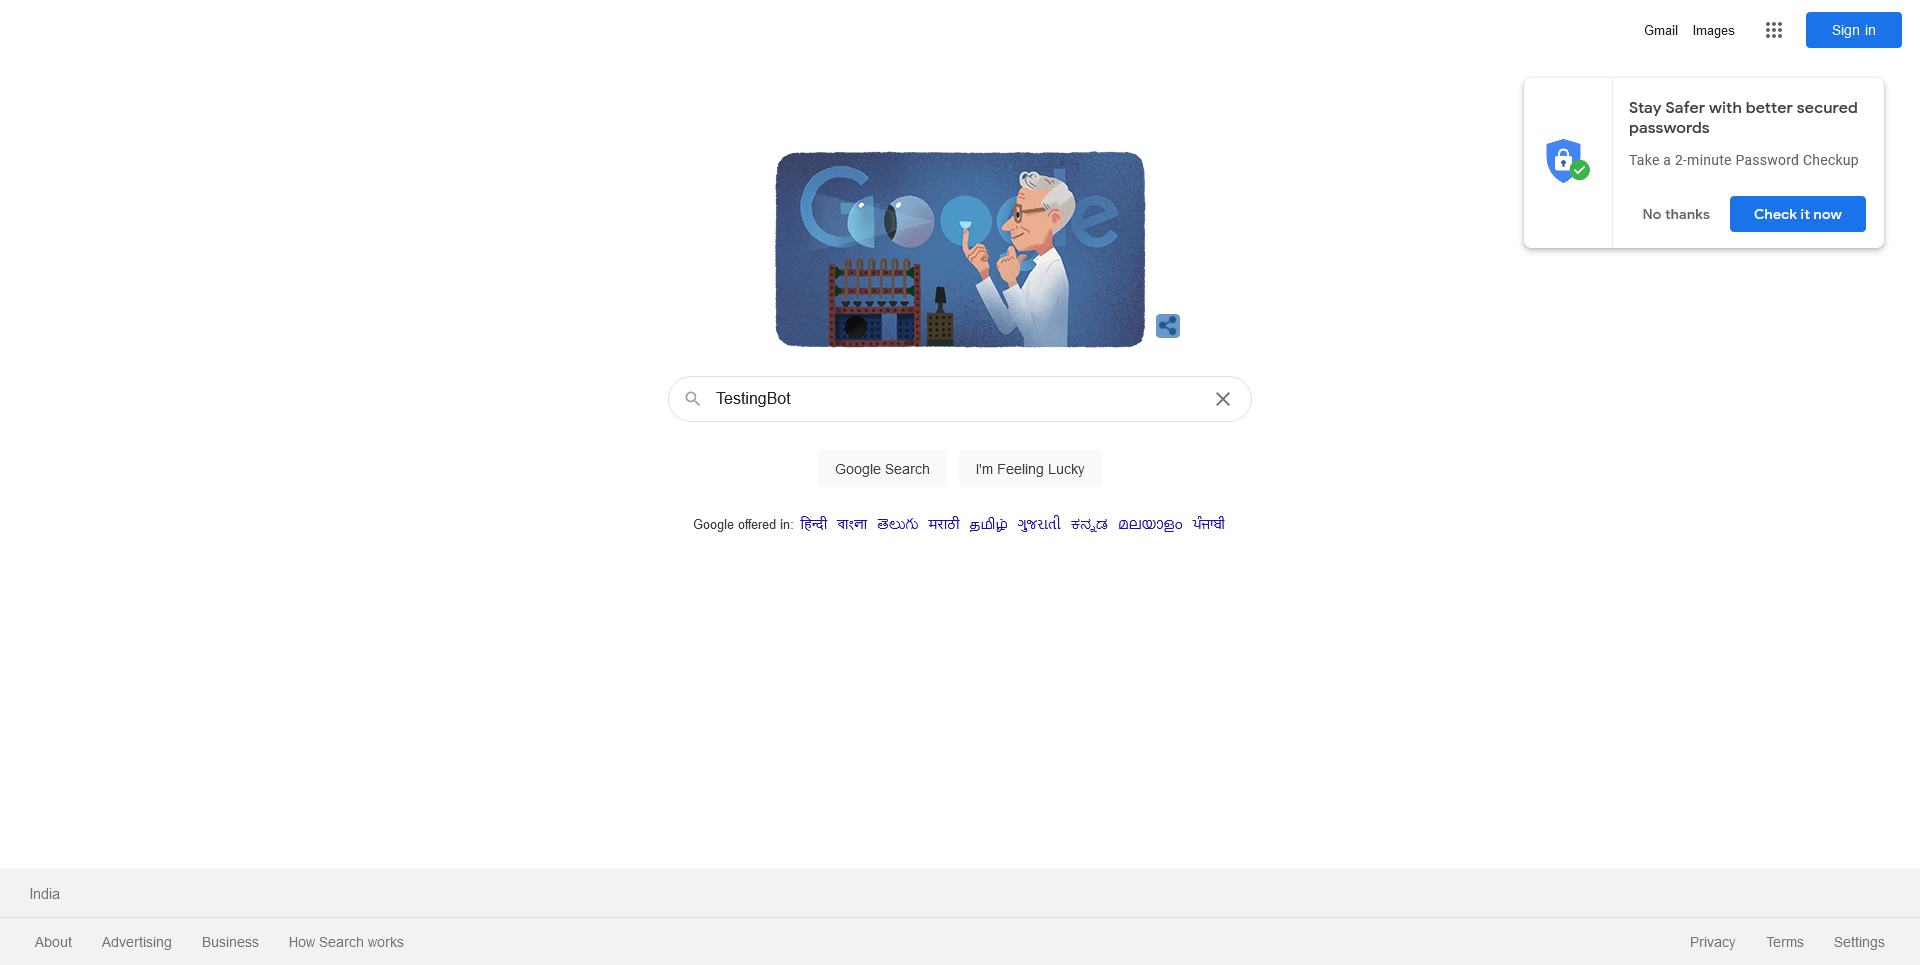 Gmail Images Sign in
Stay Safer with better secured
passwords
Take a 2-minute Password Checkup
No thanks Check it now
Google
TestingBot
Google Search I'm Feeling Lucky
Google offered in: हिन्दी বাংলা తెలుగు मराठी தமிழ் ગુજરાતી ಕನ್ನಡ മലയാളം ਪੰਜਾਬੀ
India
About Advertising Business How Search works Privacy Terms Settings